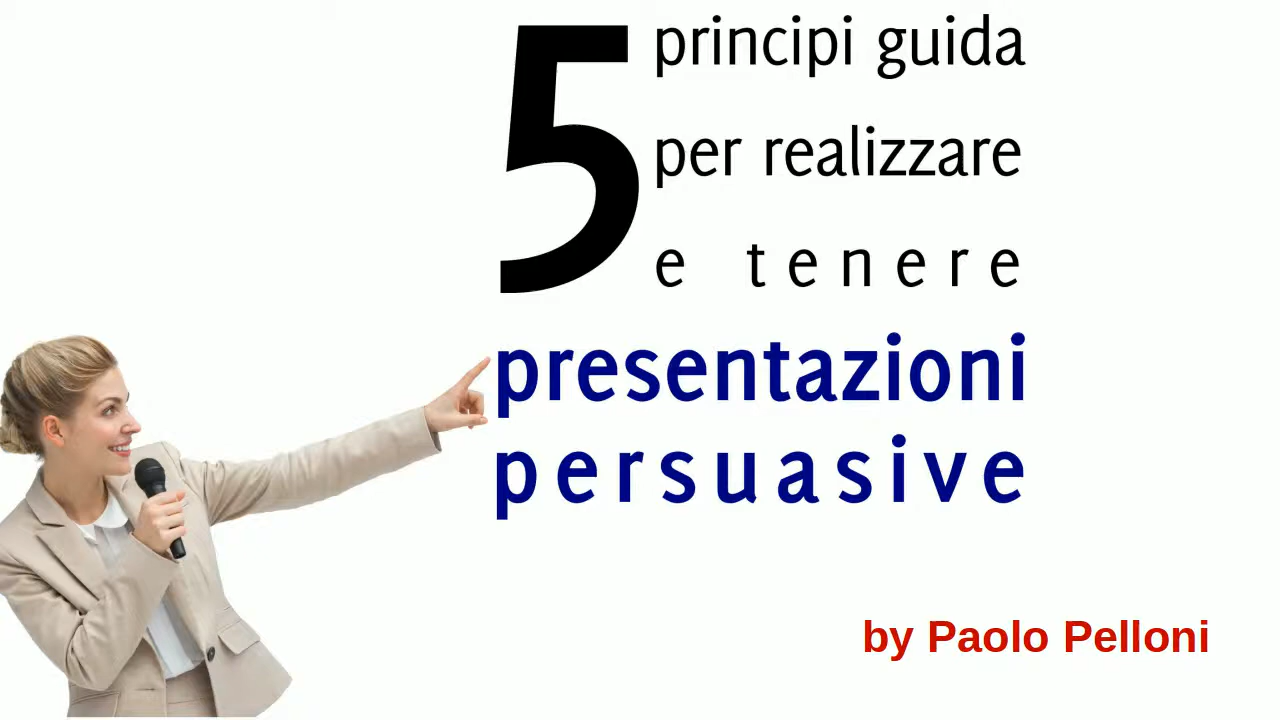 5 principi guida
per realizzare
e tenere
presentazioni
persuasive
by Paolo Pelloni